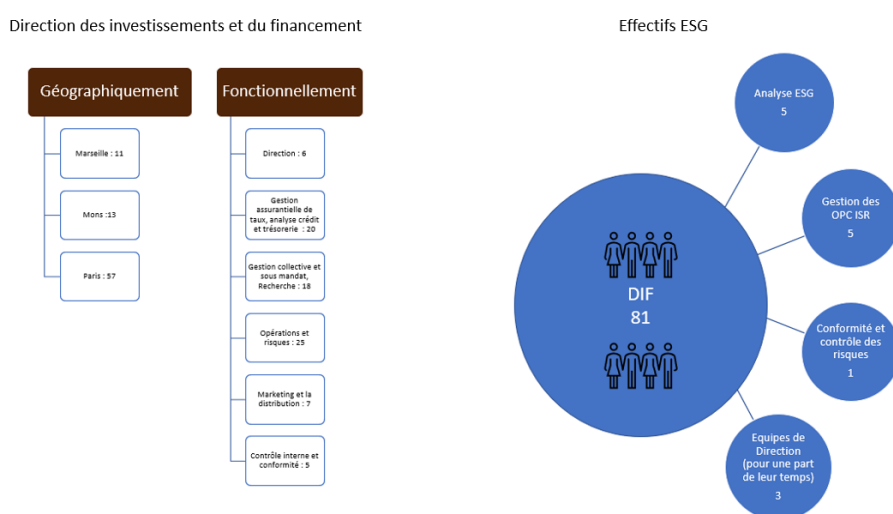 Direction des investissements et du financement
Effectifs ESG
Géographiquement
Marseille : 11
Mons :13
Paris : 57
Fonctionnellement
Direction : 6
Gestion
assurantielle de
taux, analyse crédit
et trésorerie : 20
Gestion collective et
sous mandat,
Recherche : 18
Opérations et
risques : 25
Marketing et la
distribution : 7
Contrôle interne et
conformité : 5
DIF
81
Analyse ESG
5
Gestion des
OPC ISR
5
Conformité et
contrôle des
risques
1
Equipes de
Direction
(pour une part
de leur temps)
3